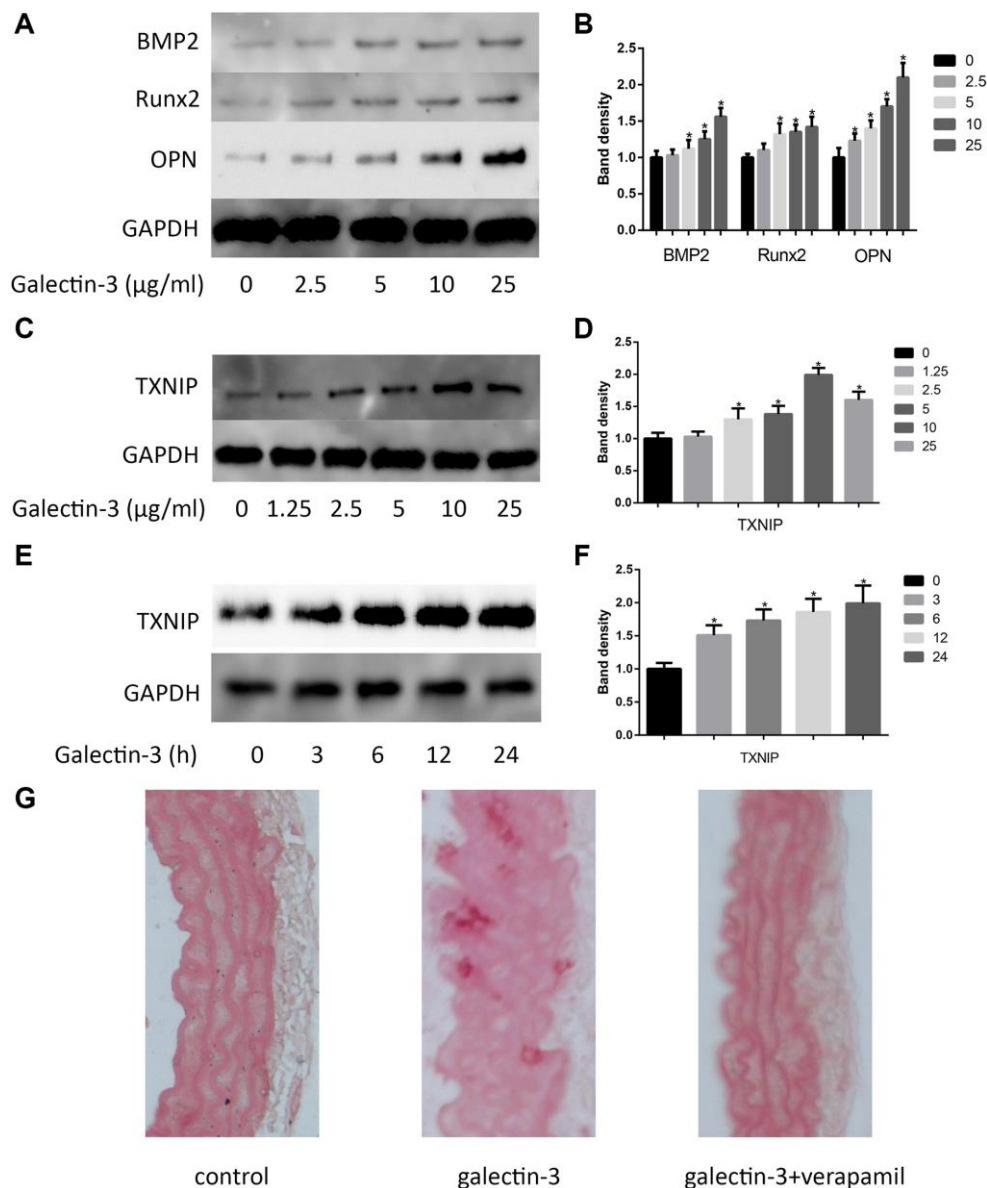 A
BMP2
Runx2
OPN
GAPDH
Galectin-3 (μg/ml) 0 2.5 5 10 25
B
Band density
2.5
2.0
1.5
1.0
0.5
0.0
* * * * * * * * * *
BMP2 Runx2 OPN
0
2.5
5
10
25
C
TXNIP
GAPDH
Galectin-3 (μg/ml) 0 1.25 2.5 5 10 25
D
Band density
2.5
2.0
1.5
1.0
0.5
0.0
* * * *
TXNIP
0
1.25
2.5
5
10
25
E
TXNIP
GAPDH
Galectin-3 (h) 0 3 6 12 24
F
Band density
2.5
2.0
1.5
1.0
0.5
0.0
* * * *
TXNIP
0
3
6
12
24
G
control galectin-3 galectin-3+verapamil